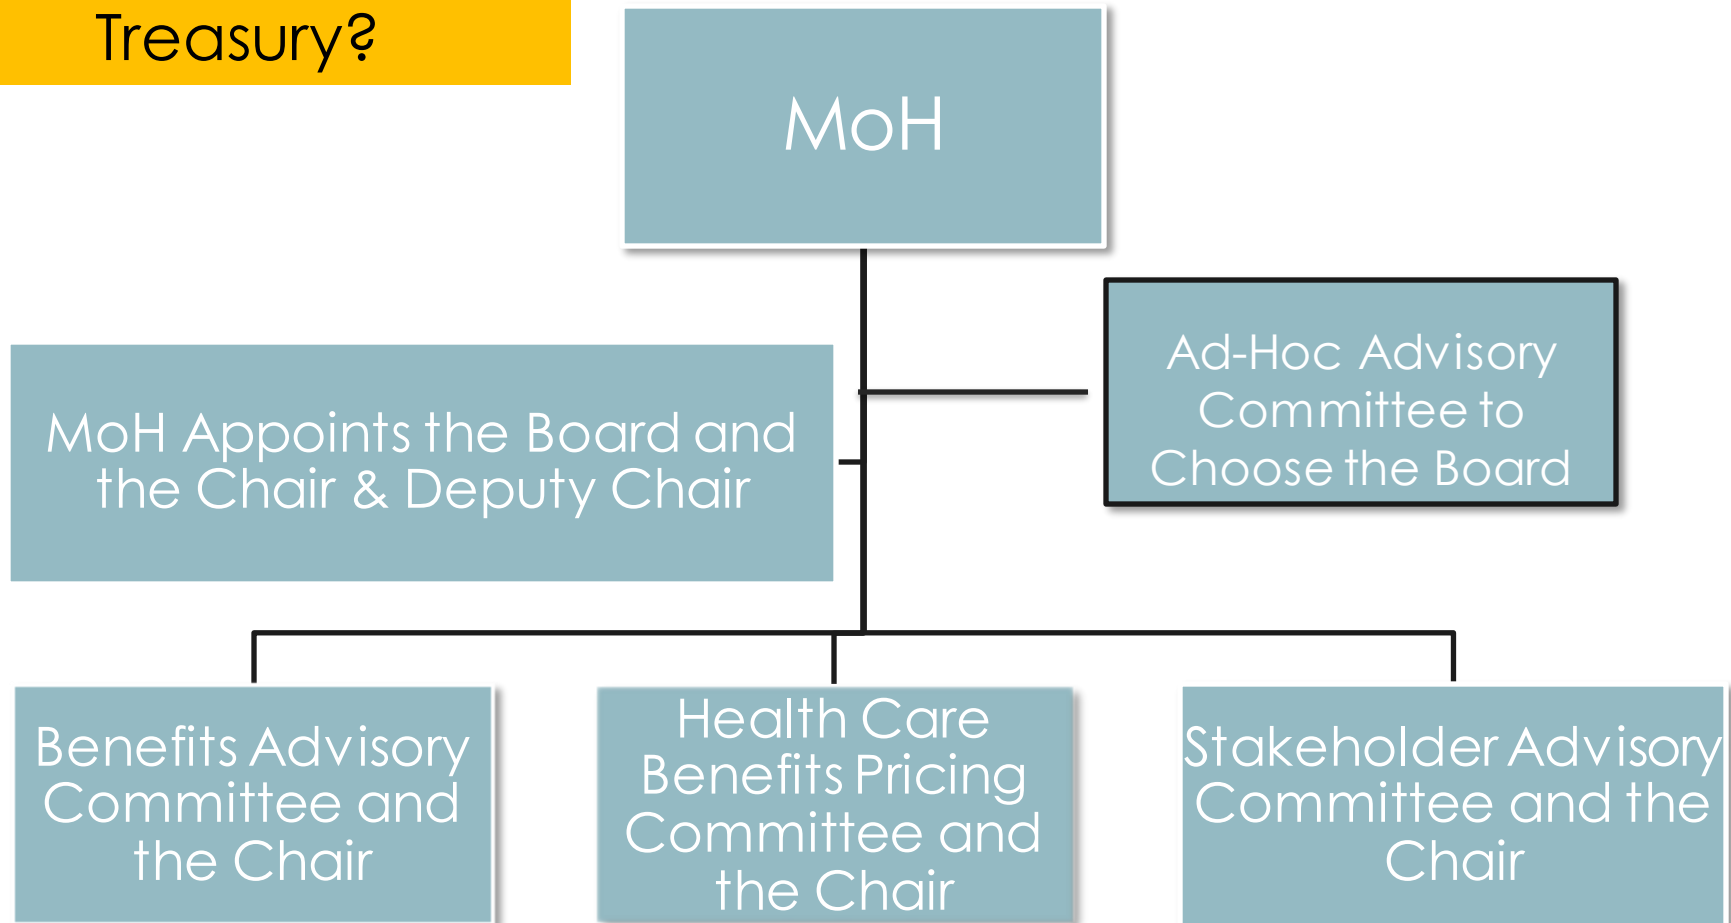 Treasury?
MoH
Ad-Hoc Advisory
Committee to
Choose the Board
MoH Appoints the Board and
the Chair & Deputy Chair
Benefits Advisory
Committee and
the Chair
Health Care
Benefits Pricing
Committee and
the Chair
Stakeholder Advisory
Committee and the
Chair